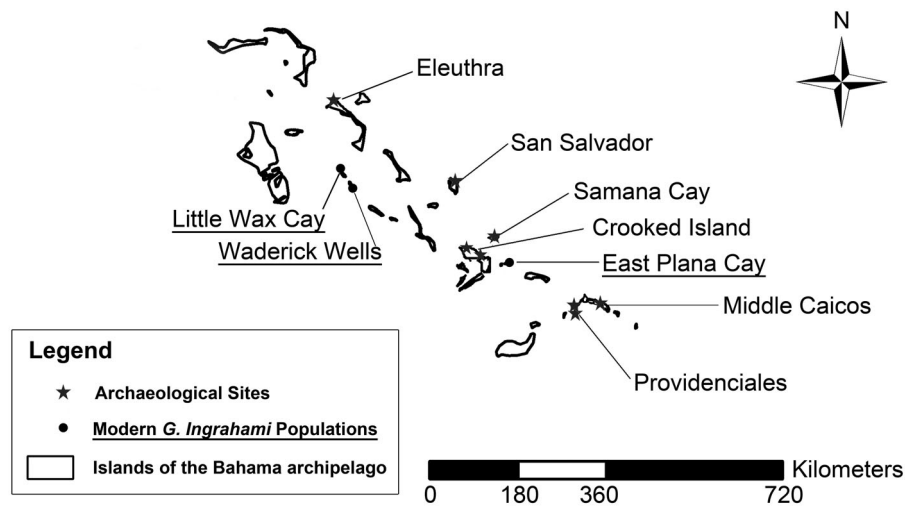 N
Eleuthra
San Salvador
Samana Cay
Crooked Island
Little Wax Cay
Waderick Wells
East Plana Cay
Middle Caicos
Providenciales
Legend
Archaeological Sites
Modern G. Ingrahami Populations
Islands of the Bahama archipelago
Kilometers
0 180 360 720